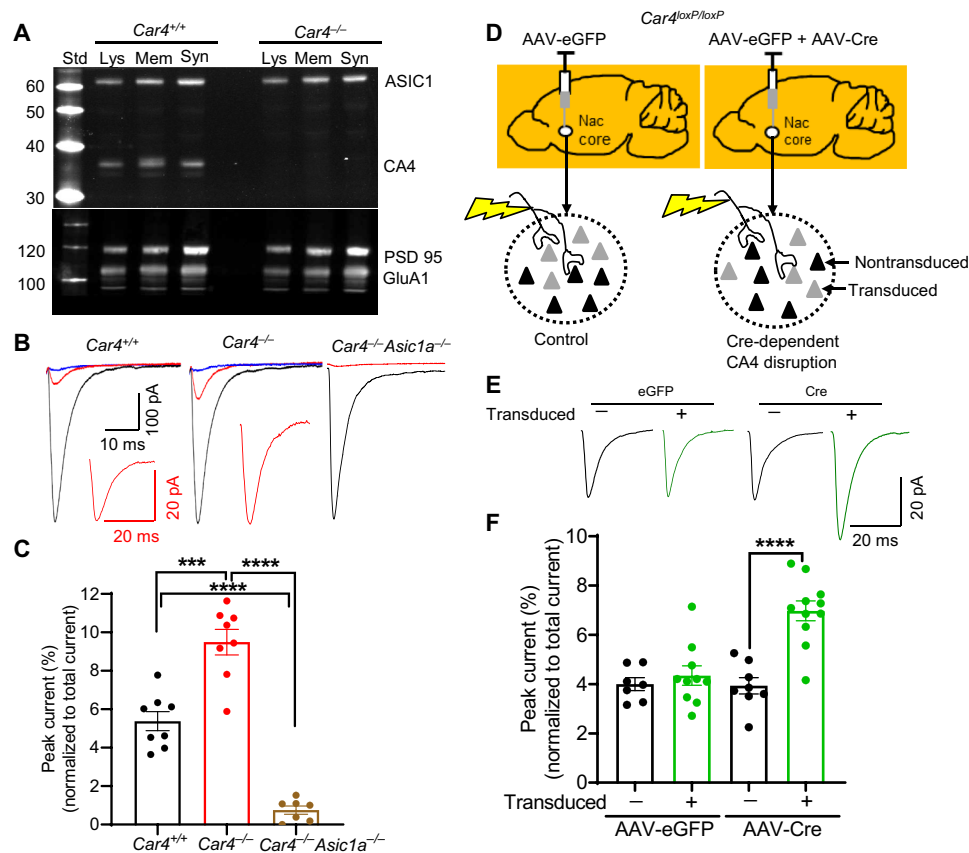 A
Car4+/+
Car4–/–
Std
Lys
Mem
Syn
Lys
Mem
Syn
60
50
40
30
120
100
ASIC1
CA4
PSD 95
GluA1
B
Car4+/+
Car4–/–
Car4–/–Asic1a–/–
100 pA
10 ms
20 pA
20 ms
C
***
****
****
Peak current (%)
(normalized to total current)
12
10
8
6
4
2
0
Car4+/+
Car4–/–
Car4–/–Asic1a–/–
D
Car4loxP/loxP
AAV-eGFP
AAV-eGFP + AAV-Cre
Nac
core
Nac
core
Nontransduced
Transduced
Control
Cre-dependent
CA4 disruption
E
eGFP
Cre
Transduced
–
+
–
+
20 pA
20 ms
F
****
Peak current (%)
(normalized to total current)
10
8
6
4
2
0
Transduced
–
+
–
+
AAV-eGFP
AAV-Cre